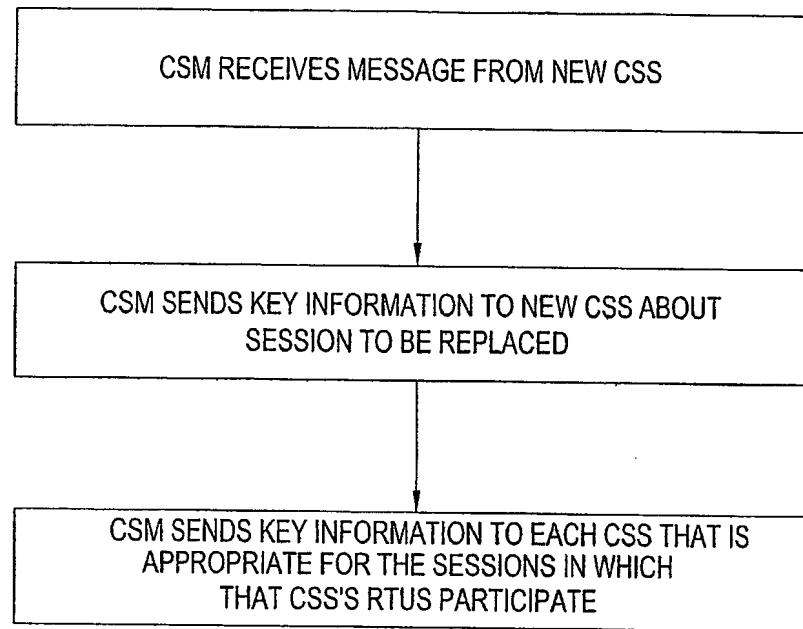 CSM RECEIVES MESSAGE FROM NEW CSS
CSM SENDS KEY INFORMATION TO NEW CSS ABOUT
SESSION TO BE REPLACED
CSM SENDS KEY INFORMATION TO EACH CSS THAT IS
APPROPRIATE FOR THE SESSIONS IN WHICH
THAT CSS'S RTUS PARTICIPATE